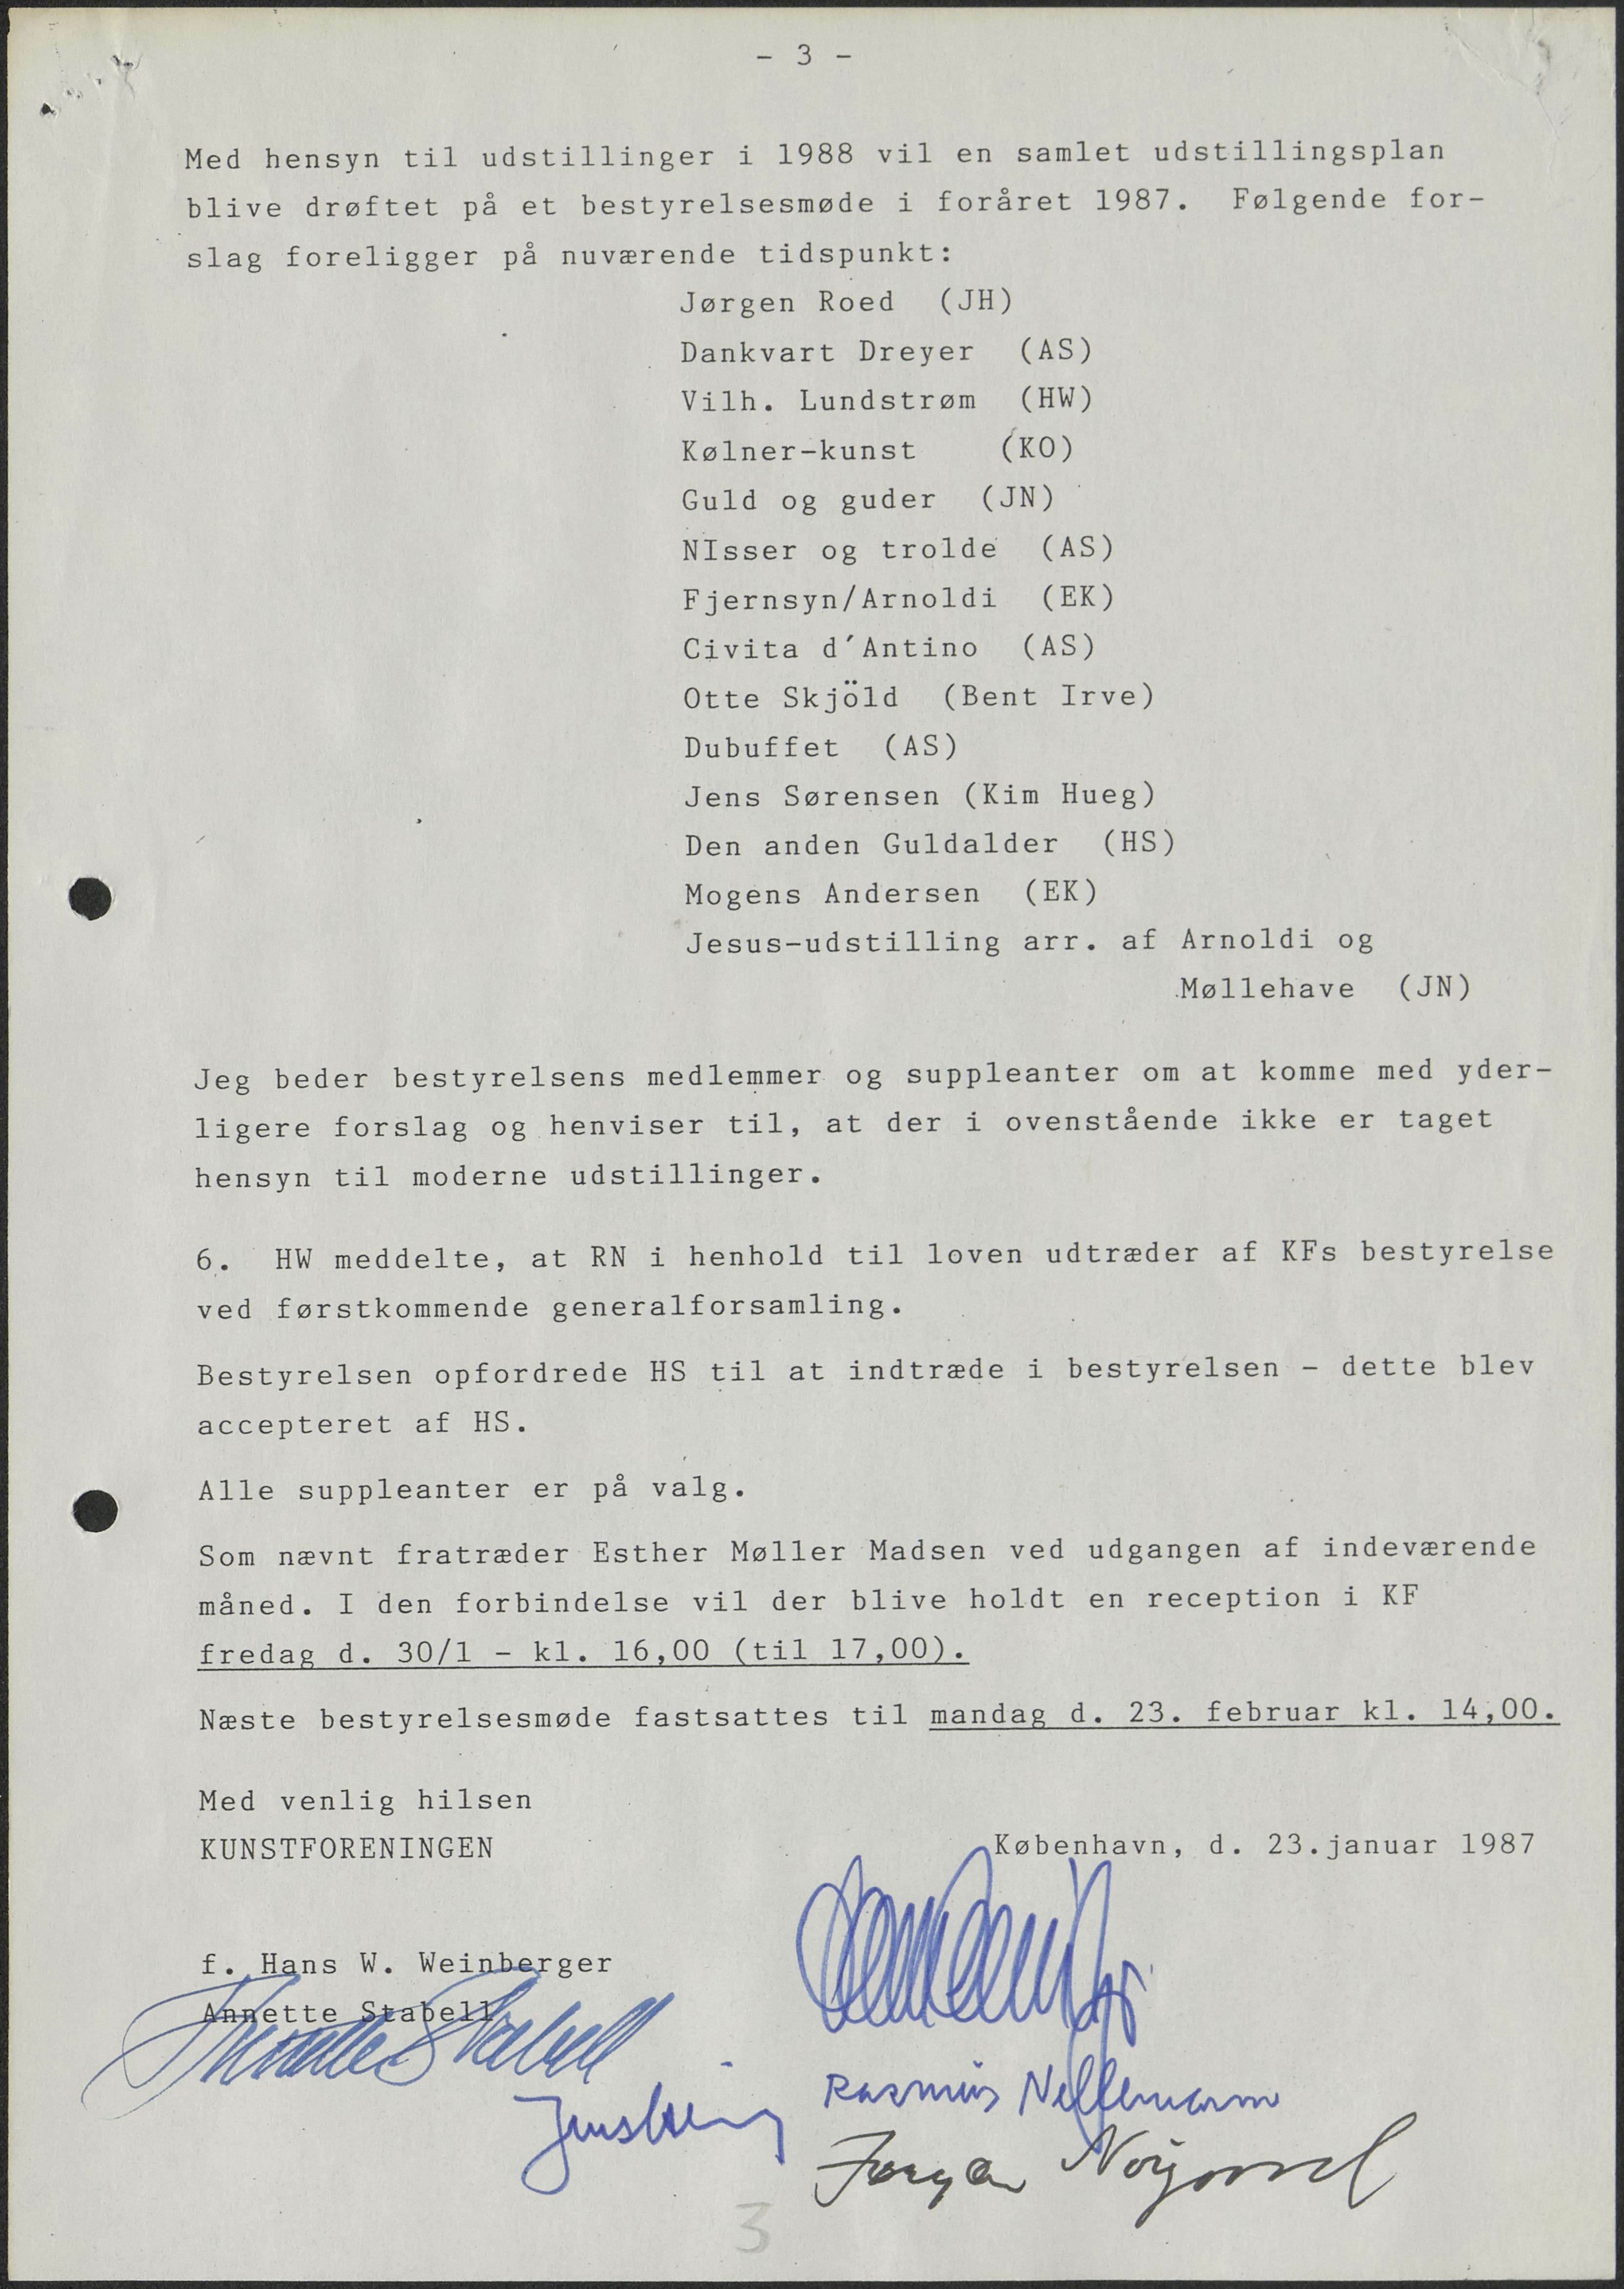 - 3 -
Med hensyn til udstillinger i 1988 vil en samlet udstillingsplan
blive drøftet på et bestyrelsesmøde i foråret 1987. Følgende for-
slag foreligger på nuværende tidspunkt:
Jørgen Roed (JH)
Dankvart Dreyer (AS)
Vilh. Lundstrøm (HW)
Kølner-kunst (KO)
Guld og guder (JN)
NIsser og trolde (AS)
Fjernsyn/Arnoldi (EK)
Civita d´Antino (AS)
Otte Skjöld (Bent Irve)
Dubuffet (AS)
Jens Sørensen (Kim Hueg)
Den anden Guldalder (HS)
Mogens Andersen (EK)
Jesus-udstilling arr. af Arnoldi og
Møllehave (JN)
Jeg beder bestyrelsens medlemmer og suppleanter om at komme med yder-
ligere forslag og henviser til, at der i ovenstående ikke er taget
hensyn til moderne udstillinger.
6. HW meddelte, at RN i henhold til loven udtræder af KFs bestyrelse
ved førstkommende generalforsamling.
Bestyrelsen opfordrede HS til at indtræde i bestyrelsen - dette blev
accepteret af HS.
Alle suppleanter er på valg.
Som nævnt fratræder Esther Møller Madsen ved udgangen af indeværende
måned. I den forbindelse vil der blive holdt en reception i KF
fredag d. 30/1 - kl. 16,00 (til 17,00).
Næste bestyrelsesmøde fastsattes til mandag d. 23. februar kl. 14,00.
Med venlig hilsen
KUNSTFORENINGEN
København, d. 23.januar 1987
f. Hans W. Weinberger
Annette Stabell
Annette Stabell
Rasmus Nellemann
Jørgen Nørgaard
3